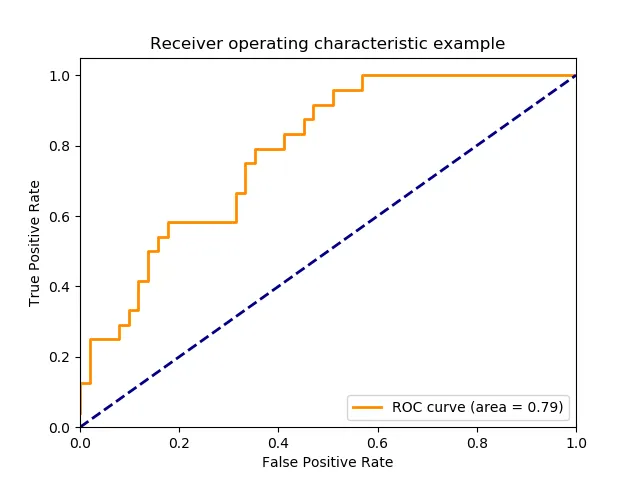 Receiver operating characteristic example
1.0
0.8
0.6
0.4
0.2
0.0
True Positive Rate
ROC curve (area = 0.79)
0.0 0.2 0.4 0.6 0.8 1.0
False Positive Rate